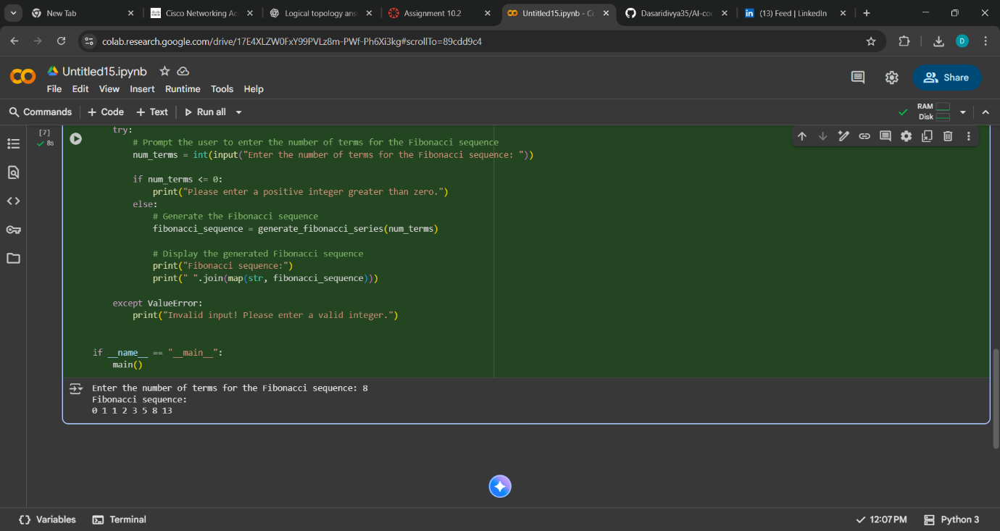 New Tab
Cisco Networking Ac
Logical topology ans
Assignment 10.2
Untitled15.ipynb - Co
Dasaridivya35/AI-co
in (13) Feed | LinkedIn
colab.research.google.com/drive/17E4XLZW0FxY99PVLz8m-PWf-Ph6Xi3kg#scrollTo=89cdd9c4
D
Untitled15.ipynb
Share
File Edit View Insert Runtime Tools Help
Commands + Code + Text Run all
RAM
Disk
[7]
8s
try:
# Prompt the user to enter the number of terms for the Fibonacci sequence
num_terms = int(input("Enter the number of terms for the Fibonacci sequence: "))
if num_terms <= 0:
print("Please enter a positive integer greater than zero.")
else:
# Generate the Fibonacci sequence
fibonacci_sequence = generate_fibonacci_series(num_terms)
# Display the generated Fibonacci sequence
print("Fibonacci sequence:")
print(" ".join(map(str, fibonacci_sequence)))
except ValueError:
print("Invalid input! Please enter a valid integer.")
if __name__ == "__main__":
main()
Enter the number of terms for the Fibonacci sequence: 8
Fibonacci sequence:
0 1 1 2 3 5 8 13
{} Variables Terminal
12:07 PM Python 3